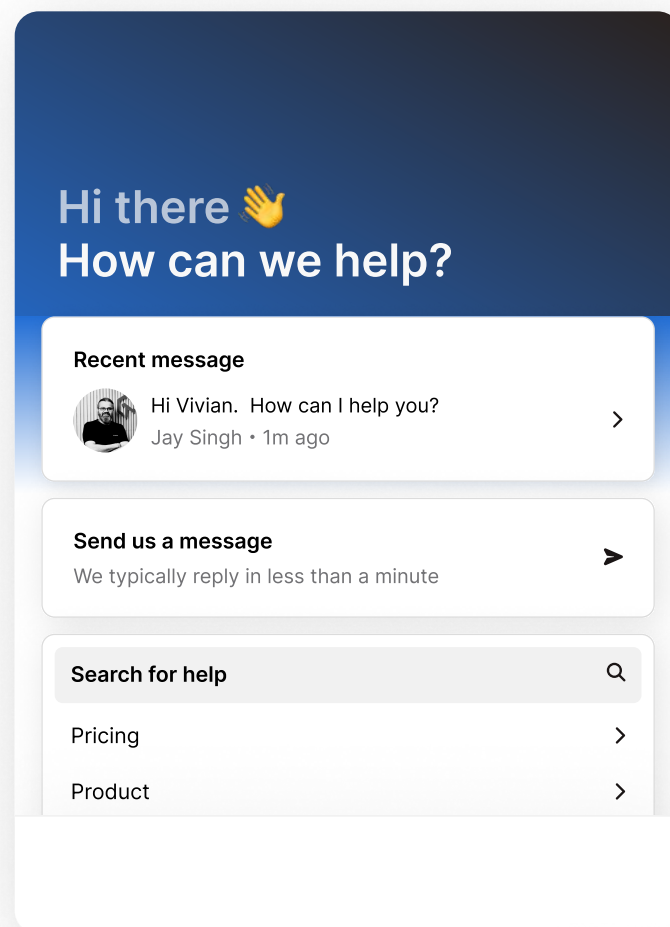 Hi there 👋
How can we help?
Recent message
Hi Vivian.  How can I help you?
Jay Singh • 1m ago
Send us a message
We typically reply in less than a minute
Search for help
Pricing
Product